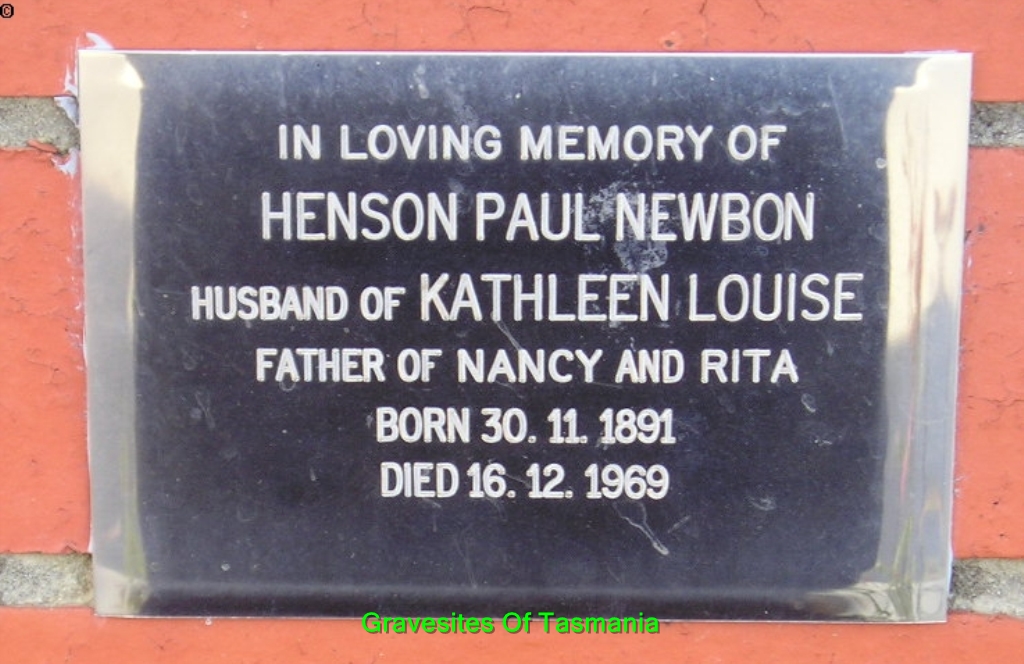 ©
IN LOVING MEMORY OF
HENSON PAUL NEWBON
HUSBAND OF KATHLEEN LOUISE
FATHER OF NANCY AND RITA
BORN 30. 11. 1891
DIED 16. 12. 1969
Gravesites Of Tasmania